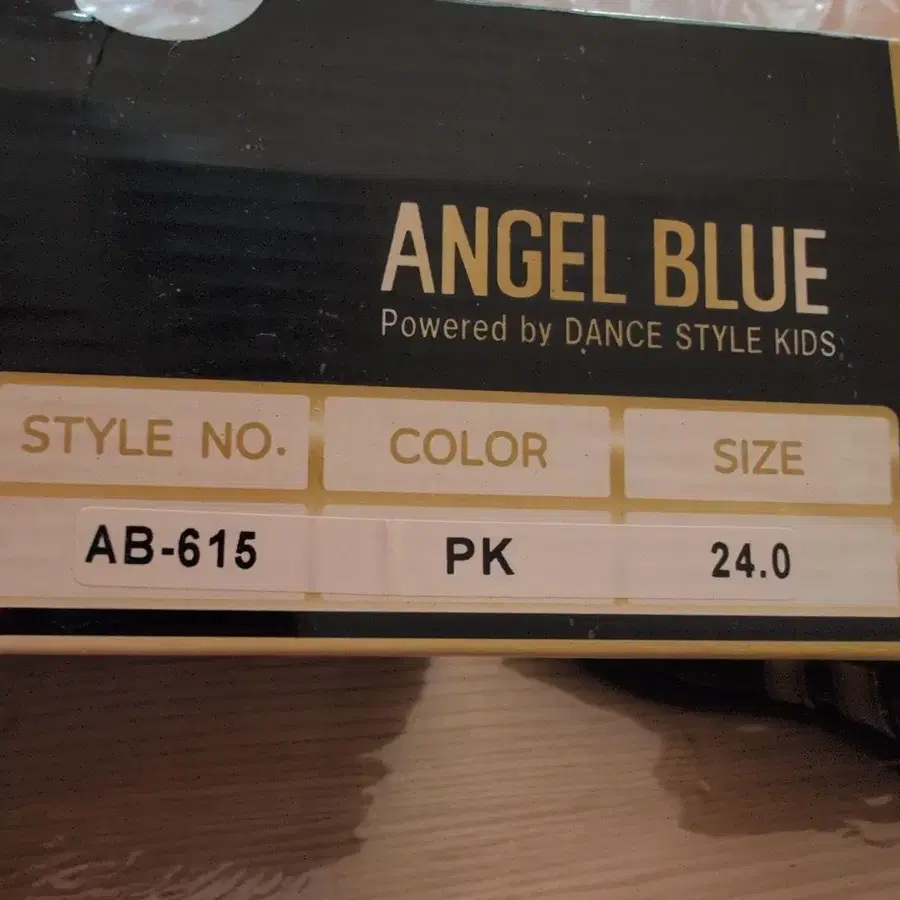 ANGEL BLUE
Powered by DANCE STYLE KIDS
STYLE NO. COLOR SIZE
AB-615 PK 24.0